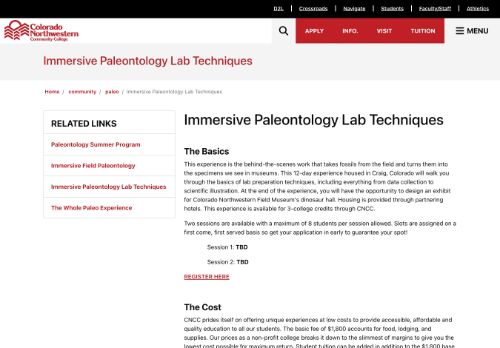 D2L | Crossroads | Navigate | Students | Faculty/Staff | Athletics
Colorado
Northwestern
Community College
APPLY INFO. VISIT TUITION MENU
Immersive Paleontology Lab Techniques
Home / community / paleo / Immersive Paleontology Lab Techniques
RELATED LINKS
Paleontology Summer Program
Immersive Field Paleontology
Immersive Paleontology Lab Techniques
The Whole Paleo Experience
Immersive Paleontology Lab Techniques
The Basics
This experience is the behind-the-scenes work that takes fossils from the field and turns them into
the specimens we see in museums. This 12-day experience housed in Craig, Colorado will walk you
through the basics of lab preparation techniques, including everything from data collection to
scientific illustration. At the end of the experience, you will have the opportunity to design an exhibit
for Colorado Northwestern Field Museum's dinosaur hall. Housing is provided through partnering
hotels. This experience is available for 3-college credits through CNCC.
Two sessions are available with a maximum of 8 students per session allowed. Slots are assigned on a
first come, first served basis so get your application in early to guarantee your spot!
Session 1: TBD
Session 2: TBD
REGISTER HERE
The Cost
CNCC prides itself on offering unique experiences at low costs to provide accessible, affordable and
quality education to all our students. The basic fee of $1,800 accounts for food, lodging, and
supplies. Our prices as a non-profit college breaks it down to the slimmest of margins to give you the
lowest cost possible for maximum return. Student tuition can be added in addition to the $1,800 base